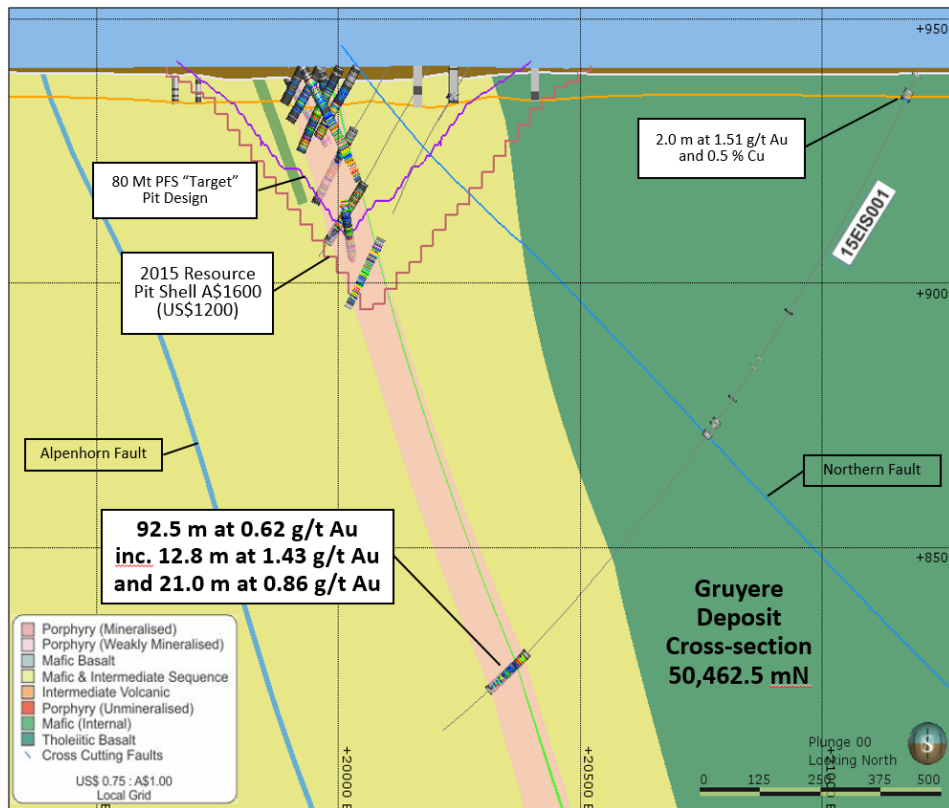 +950
2.0 m at 1.51 g/t Au
and 0.5 % Cu
80 Mt PFS “Target”
Pit Design
15EIS001
2015 Resource
Pit Shell A$1600
(US$1200)
+900
Alpenhorn Fault
Northern Fault
92.5 m at 0.62 g/t Au
inc. 12.8 m at 1.43 g/t Au
and 21.0 m at 0.86 g/t Au
+850
Gruyere
Deposit
Cross-section
50,462.5 mN
Porphyry (Mineralised)
Porphyry (Weakly Mineralised)
Mafic Basalt
Mafic & Intermediate Sequence
Intermediate Volcanic
Porphyry (Unmineralised)
Mafic (Internal)
Tholeiitic Basalt
Cross Cutting Faults
US$ 0.75 : A$1.00
Local Grid
+20000 E
+20500 E
+21000
Plunge 00
Looking North
S
0 125 250 375 500